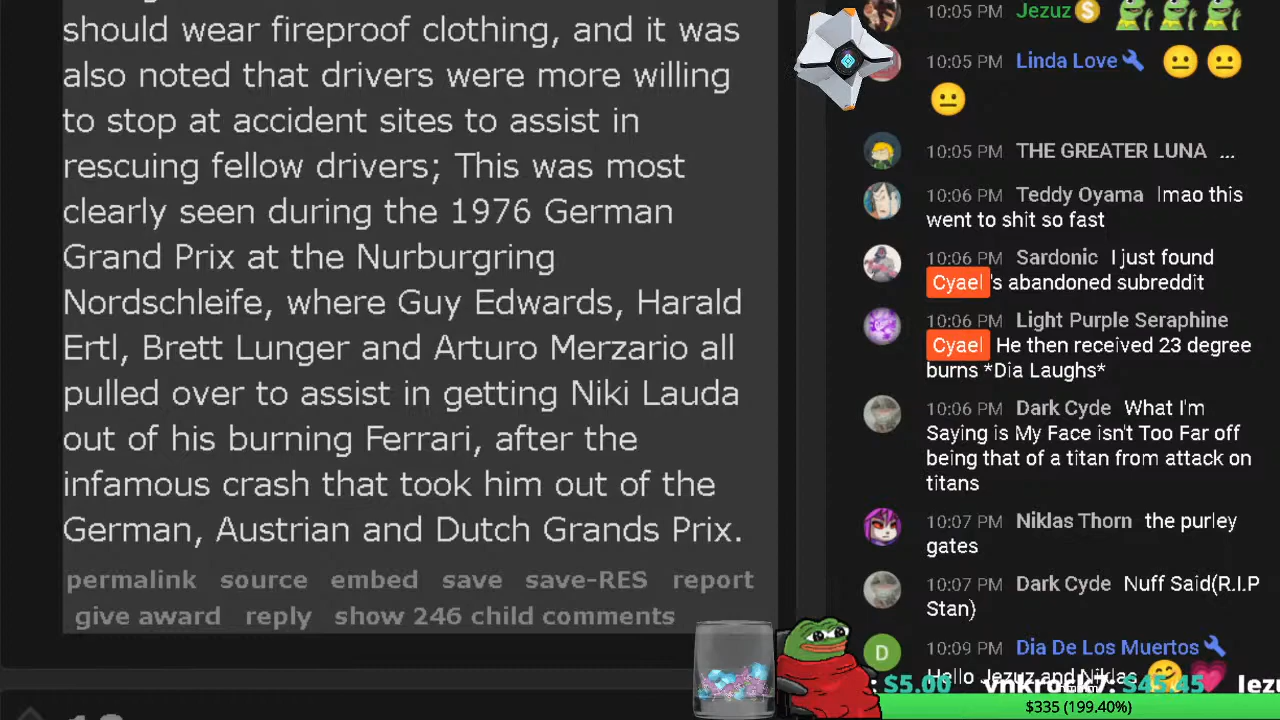 should wear fireproof clothing, and it was
also noted that drivers were more willing
to stop at accident sites to assist in
rescuing fellow drivers; This was most
clearly seen during the 1976 German
Grand Prix at the Nurburgring
Nordschleife, where Guy Edwards, Harald
Ertl, Brett Lunger and Arturo Merzario all
pulled over to assist in getting Niki Lauda
out of his burning Ferrari, after the
infamous crash that took him out of the
German, Austrian and Dutch Grands Prix.
permalink source embed save save-RES report
give award reply show 246 child comments
10:05 PM Jezuz S
10:05 PM Linda Love
10:05 PM THE GREATER LUNA ...
10:06 PM Teddy Oyama lmao this
went to shit so fast
10:06 PM Sardonic I just found
Cyael 's abandoned subreddit
10:06 PM Light Purple Seraphine
Cyael He then received 23 degree
burns *Dia Laughs*
10:06 PM Dark Cyde What I'm
Saying is My Face isn't Too Far off
being that of a titan from attack on
titans
10:07 PM Niklas Thorn the purley
gates
10:07 PM Dark Cyde Nuff Said(R.I.P
Stan)
D 10:09 PM Dia De Los Muertos
Hello Jezuz and Niklas
: $5.00 vnkrock7: $45.45 Jezu
$335 (199.40%)